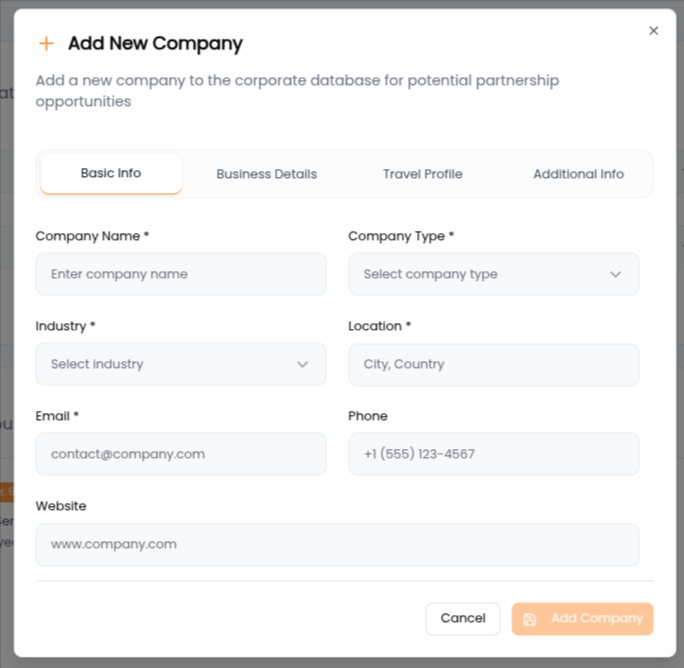 Add New Company
Add a new company to the corporate database for potential partnership
opportunities
Basic Info
Business Details
Travel Profile
Additional Info
Company Name *
Company Type *
Enter company name
Select company type
Industry *
Location *
Select industry
City, Country
Email *
Phone
contact@company.com
+1 (555) 123-4567
Website
www.company.com
Cancel
Add Company